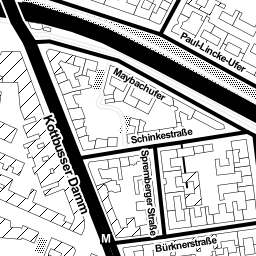 Paul-Lincke-Ufer
Maybachufer
Schinkestraße
Kottbusser Damm
Spremberger Straße
M
Bürknerstraße